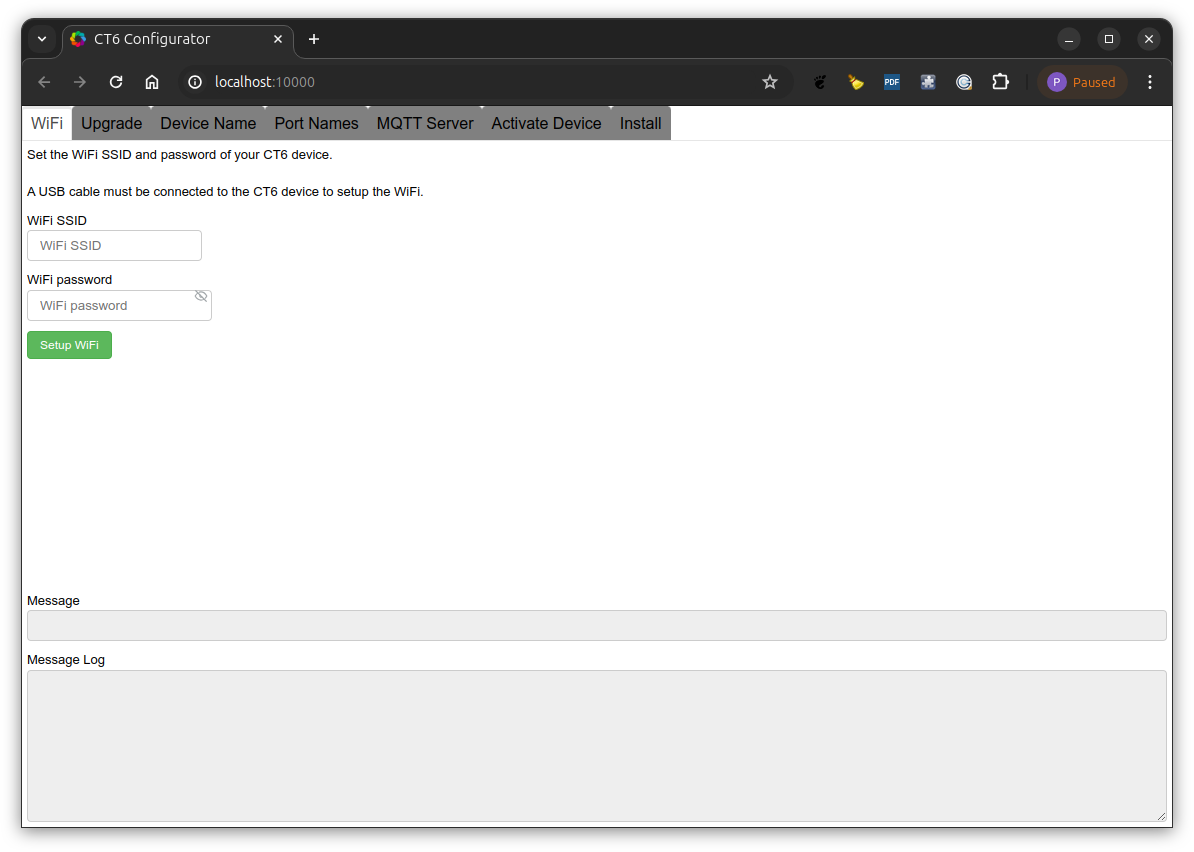 CT6 Configurator
localhost:10000
PDF
P Paused
WiFi Upgrade Device Name Port Names MQTT Server Activate Device Install
Set the WiFi SSID and password of your CT6 device.
A USB cable must be connected to the CT6 device to setup the WiFi.
WiFi SSID
WiFi SSID
WiFi password
WiFi password
Setup WiFi
Message
Message Log